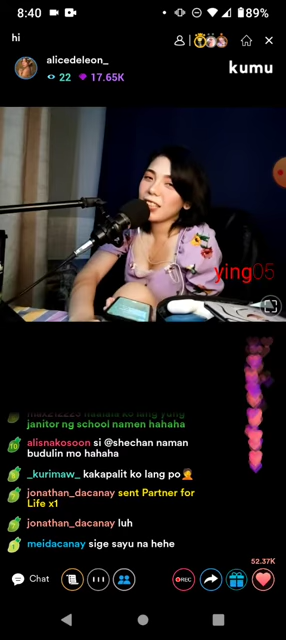 8:40
89%
hi
alicedeleon_
22 17.65K
kumu
ying05
janitor ng school namen hahaha
alisnakosoon si @shechan naman
budulin mo hahaha
_kurimaw_ kakapalit ko lang po🤦
jonathan_dacanay sent Partner for
Life x1
jonathan_dacanay luh
meidacanay sige sayu na hehe
52.37K
Chat
REC